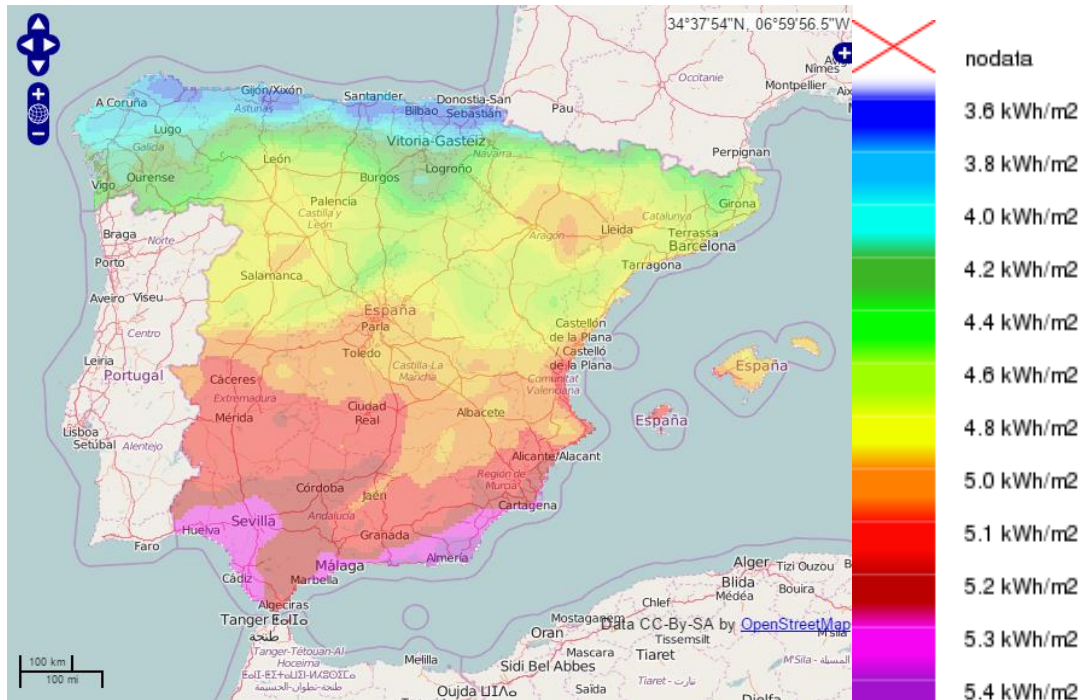 34°37'54"N, 06°59'56.5"W
Occitanie
Nîmes
Montpellier
A Coruña
Gijón/Xixón
Asturias
Santander
Donostia-San
Sebastián
Bilbao
Pau
Lugo
Galicia
Vitoria-Gasteiz
Navarra
Perpignan
León
Logroño
Burgos
Ourense
Vigo
Palencia
Castilla y
León
Girona
Catalunya
Lleida
Aragón
Terrassa
Barcelona
Tarragona
Braga
Norte
Porto
Salamanca
Aveiro
Viseu
España
Parla
Centro
Castellón
de la Plana
/ Castelló
de la Plana
Toledo
Castilla-La
Mancha
Leiria
Portugal
España
Cáceres
Extremadura
Comunitat
Valenciana
Ciudad
Real
Albacete
Mérida
España
Lisboa
Setúbal
Alentejo
Alicante/Alacant
Región de
Murcia
Córdoba
Jaén
Cartagena
Andalucía
Sevilla
Huelva
Granada
Faro
Almería
Málaga
Cádiz
Marbella
Alger
Tizi Ouzou
Blida
Bouira
Médéa
Algeciras
Chlef
Tanger
طنجة
Mostaganem
Data CC-By-SA by OpenStreetMap
Oran
Tissemsilt
Tanger-Tétouan-Al
Hoceima
طنجة-تطوان-الحسيمة
Mascara
Tiaret
Melilla
Sidi Bel Abbes
M'Sila
Saïda
Tiaret
Oujda
Djelfa
100 km
100 mi
nodata
3.6 kWh/m2
3.8 kWh/m2
4.0 kWh/m2
4.2 kWh/m2
4.4 kWh/m2
4.6 kWh/m2
4.8 kWh/m2
5.0 kWh/m2
5.1 kWh/m2
5.2 kWh/m2
5.3 kWh/m2
5.4 kWh/m2